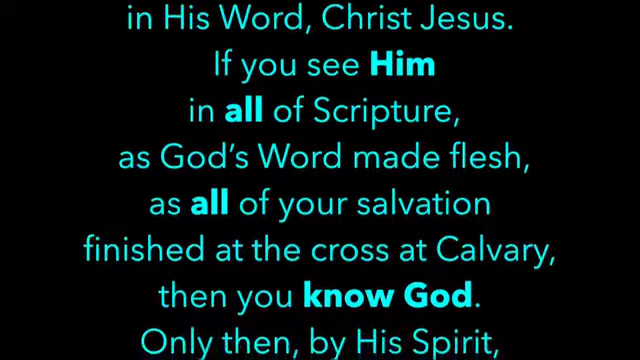 in His Word, Christ Jesus.
If you see Him
in all of Scripture,
as God’s Word made flesh,
as all of your salvation
finished at the cross at Calvary,
then you know God.
Only then, by His Spirit,